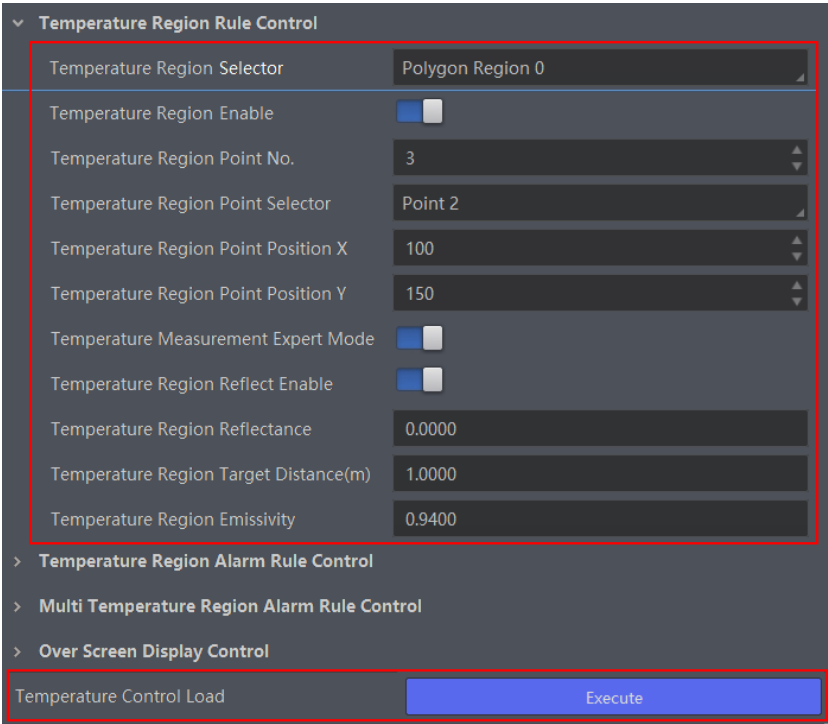 Temperature Region Rule Control
Temperature Region Selector Polygon Region 0
Temperature Region Enable
Temperature Region Point No. 3
Temperature Region Point Selector Point 2
Temperature Region Point Position X 100
Temperature Region Point Position Y 150
Temperature Measurement Expert Mode
Temperature Region Reflect Enable
Temperature Region Reflectance 0.0000
Temperature Region Target Distance(m) 1.0000
Temperature Region Emissivity 0.9400
Temperature Region Alarm Rule Control
Multi Temperature Region Alarm Rule Control
Over Screen Display Control
Temperature Control Load Execute